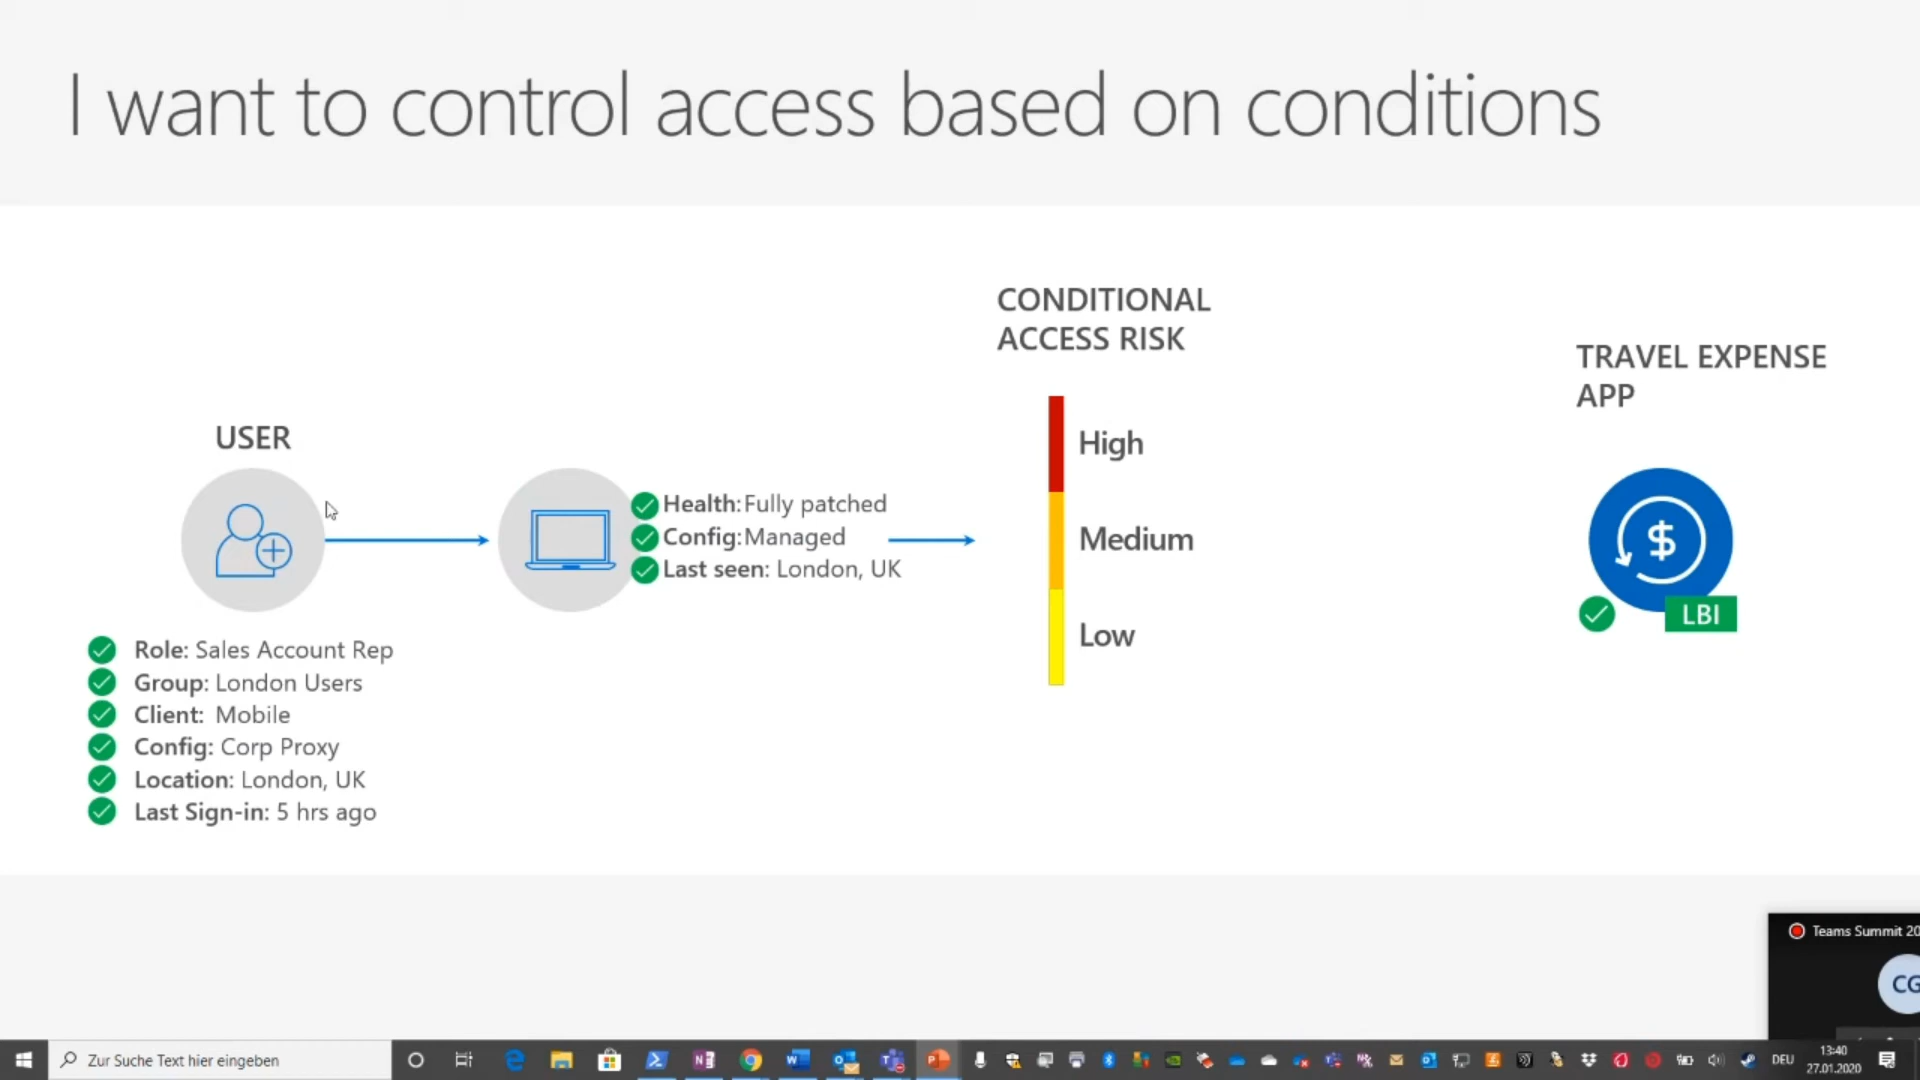 I want to control access based on conditions
CONDITIONAL
ACCESS RISK
TRAVEL EXPENSE
APP
USER
High
Health: Fully patched
Config: Managed
Last seen: London, UK
Medium
$
LBI
Low
Role: Sales Account Rep
Group: London Users
Client: Mobile
Config: Corp Proxy
Location: London, UK
Last Sign-in: 5 hrs ago
Teams Summit 20
CG
Zur Suche Text hier eingeben
DEU
13:40
27.01.2020